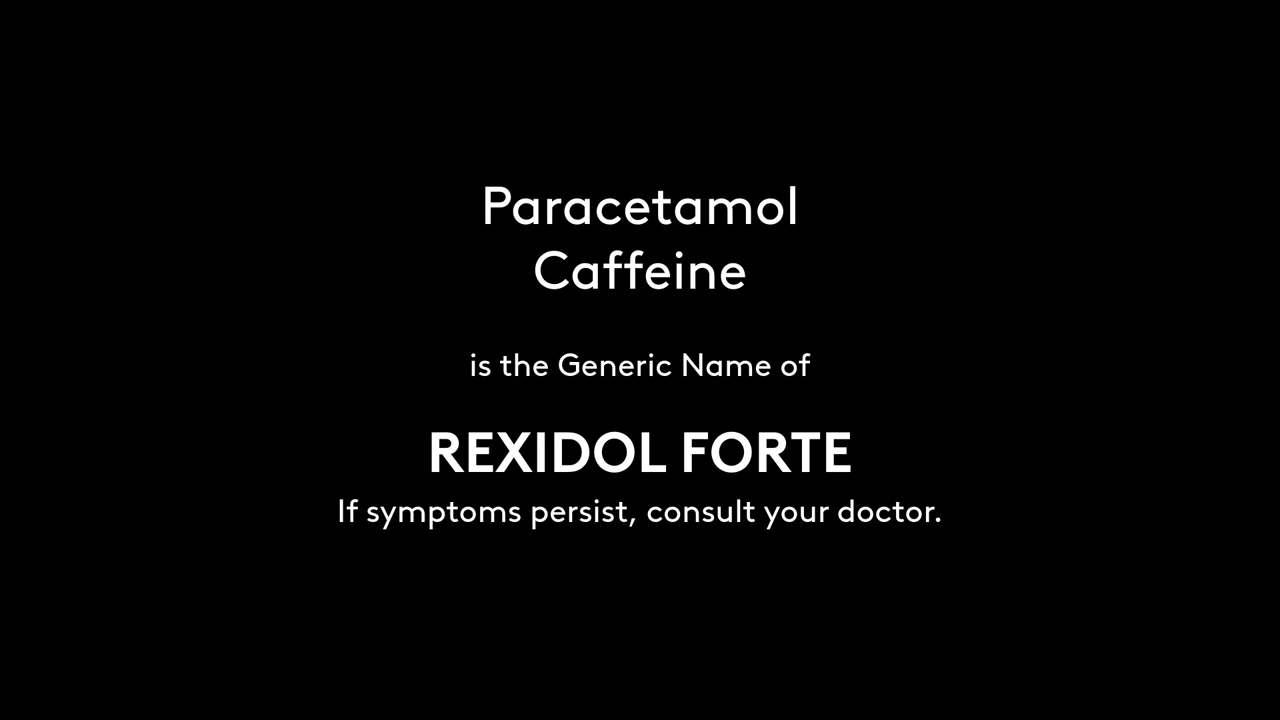 Paracetamol
Caffeine
is the Generic Name of
REXIDOL FORTE
If symptoms persist, consult your doctor.